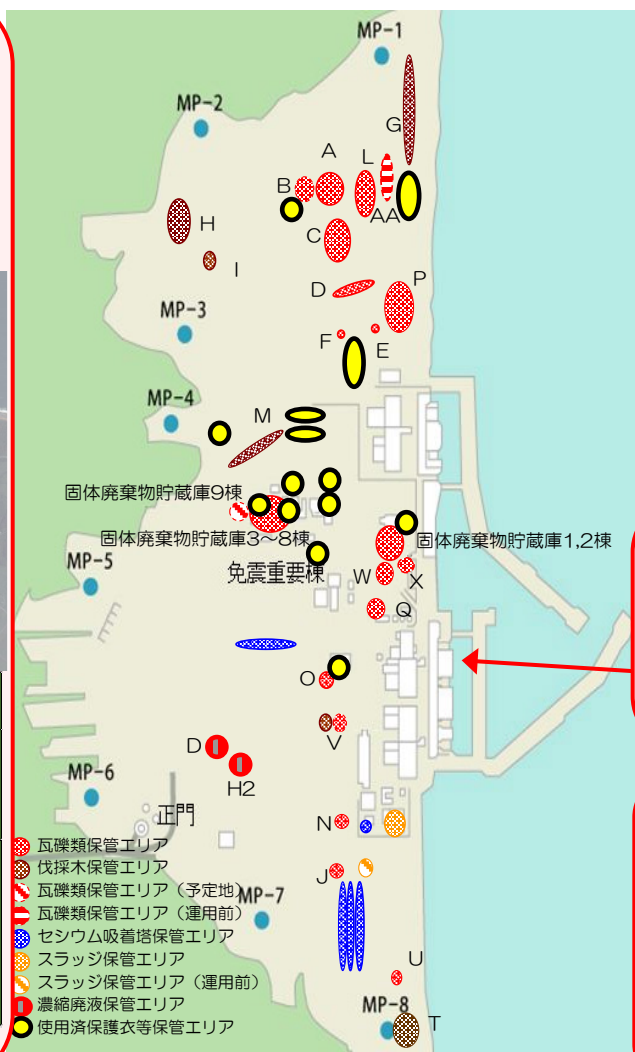 MP-1
MP-2
G
A
L
B
AA
H
C
I
D
P
MP-3
F
E
MP-4
M
固体廃棄物貯蔵庫9棟
固体廃棄物貯蔵庫3～8棟
固体廃棄物貯蔵庫1,2棟
MP-5
免震重要棟
W
X
Q
O
V
D
H2
MP-6
正門
N
瓦礫類保管エリア
伐採木保管エリア
J
瓦礫類保管エリア（予定地）
MP-7
瓦礫類保管エリア（運用前）
セシウム吸着塔保管エリア
スラッジ保管エリア
U
スラッジ保管エリア（運用前）
濃縮廃液保管エリア
MP-8
使用済保護衣等保管エリア
T